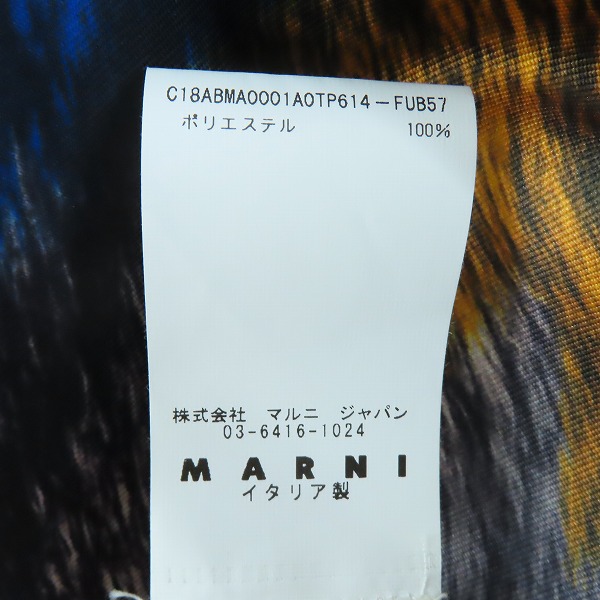 C18ABMA0001A0TP614-FUB57
ポリエステル 100%
株式会社 マルニ ジャパン
03-6416-1024
MARNI
イタリア製